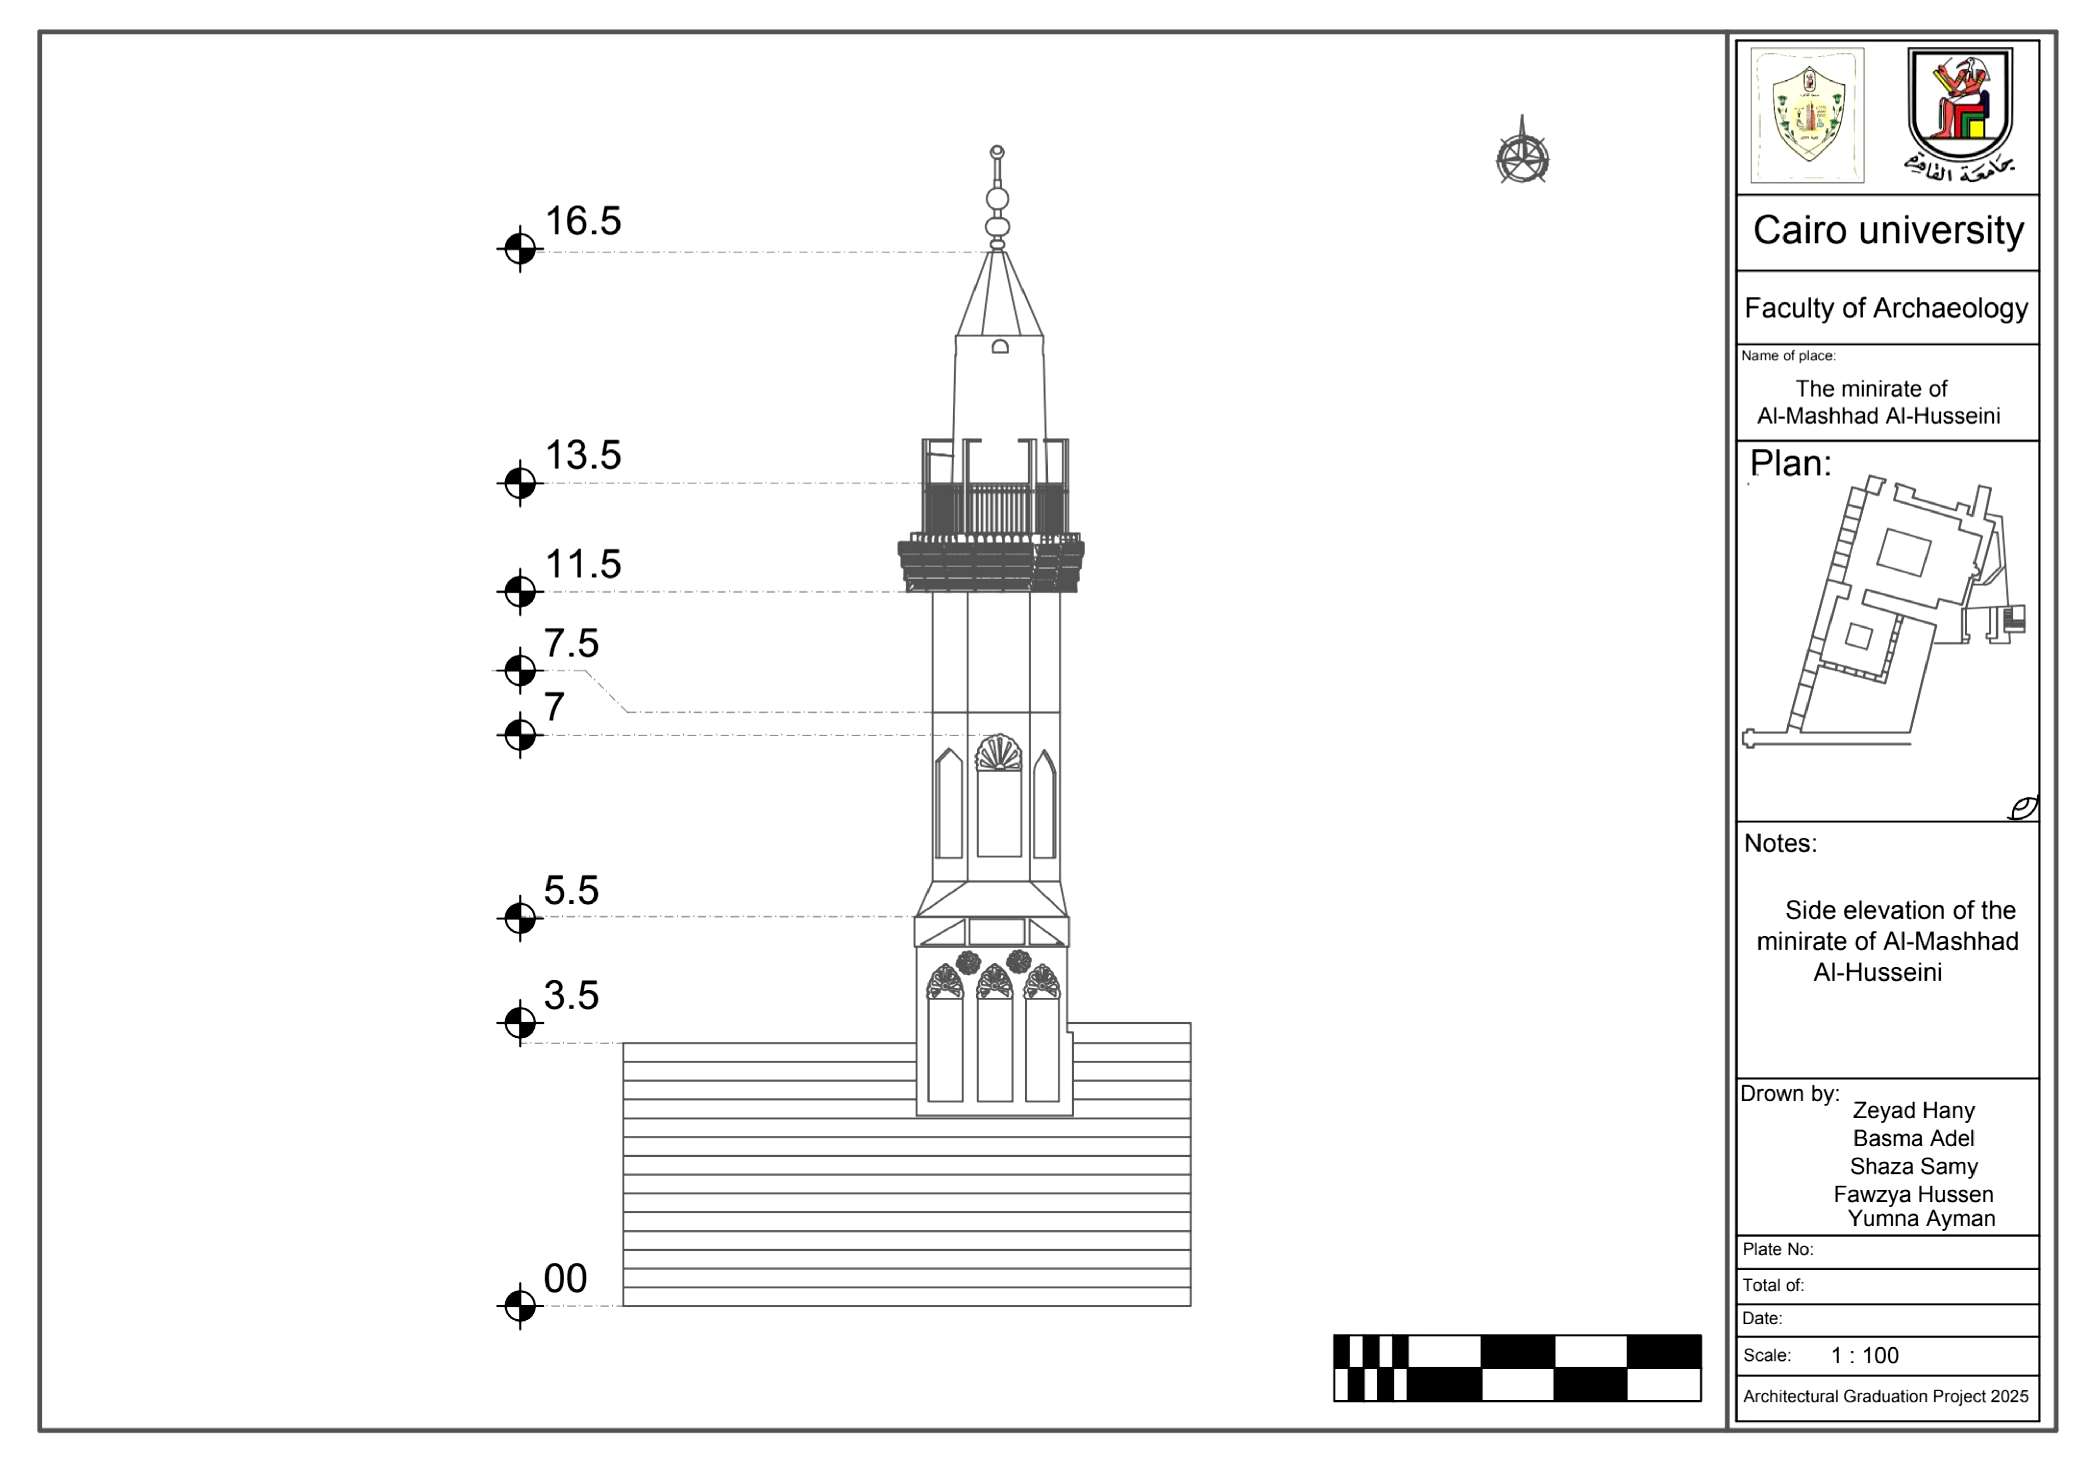 16.5
13.5
11.5
7.5
7
5.5
3.5
00
جامعة القاهرة
Cairo university
Faculty of Archaeology
Name of place:
The minirate of
Al-Mashhad Al-Husseini
Plan:
Notes:
Side elevation of the
minirate of Al-Mashhad
Al-Husseini
Drown by:
Zeyad Hany
Basma Adel
Shaza Samy
Fawzya Hussen
Yumna Ayman
Plate No:
Total of:
Date:
Scale: 1 : 100
Architectural Graduation Project 2025